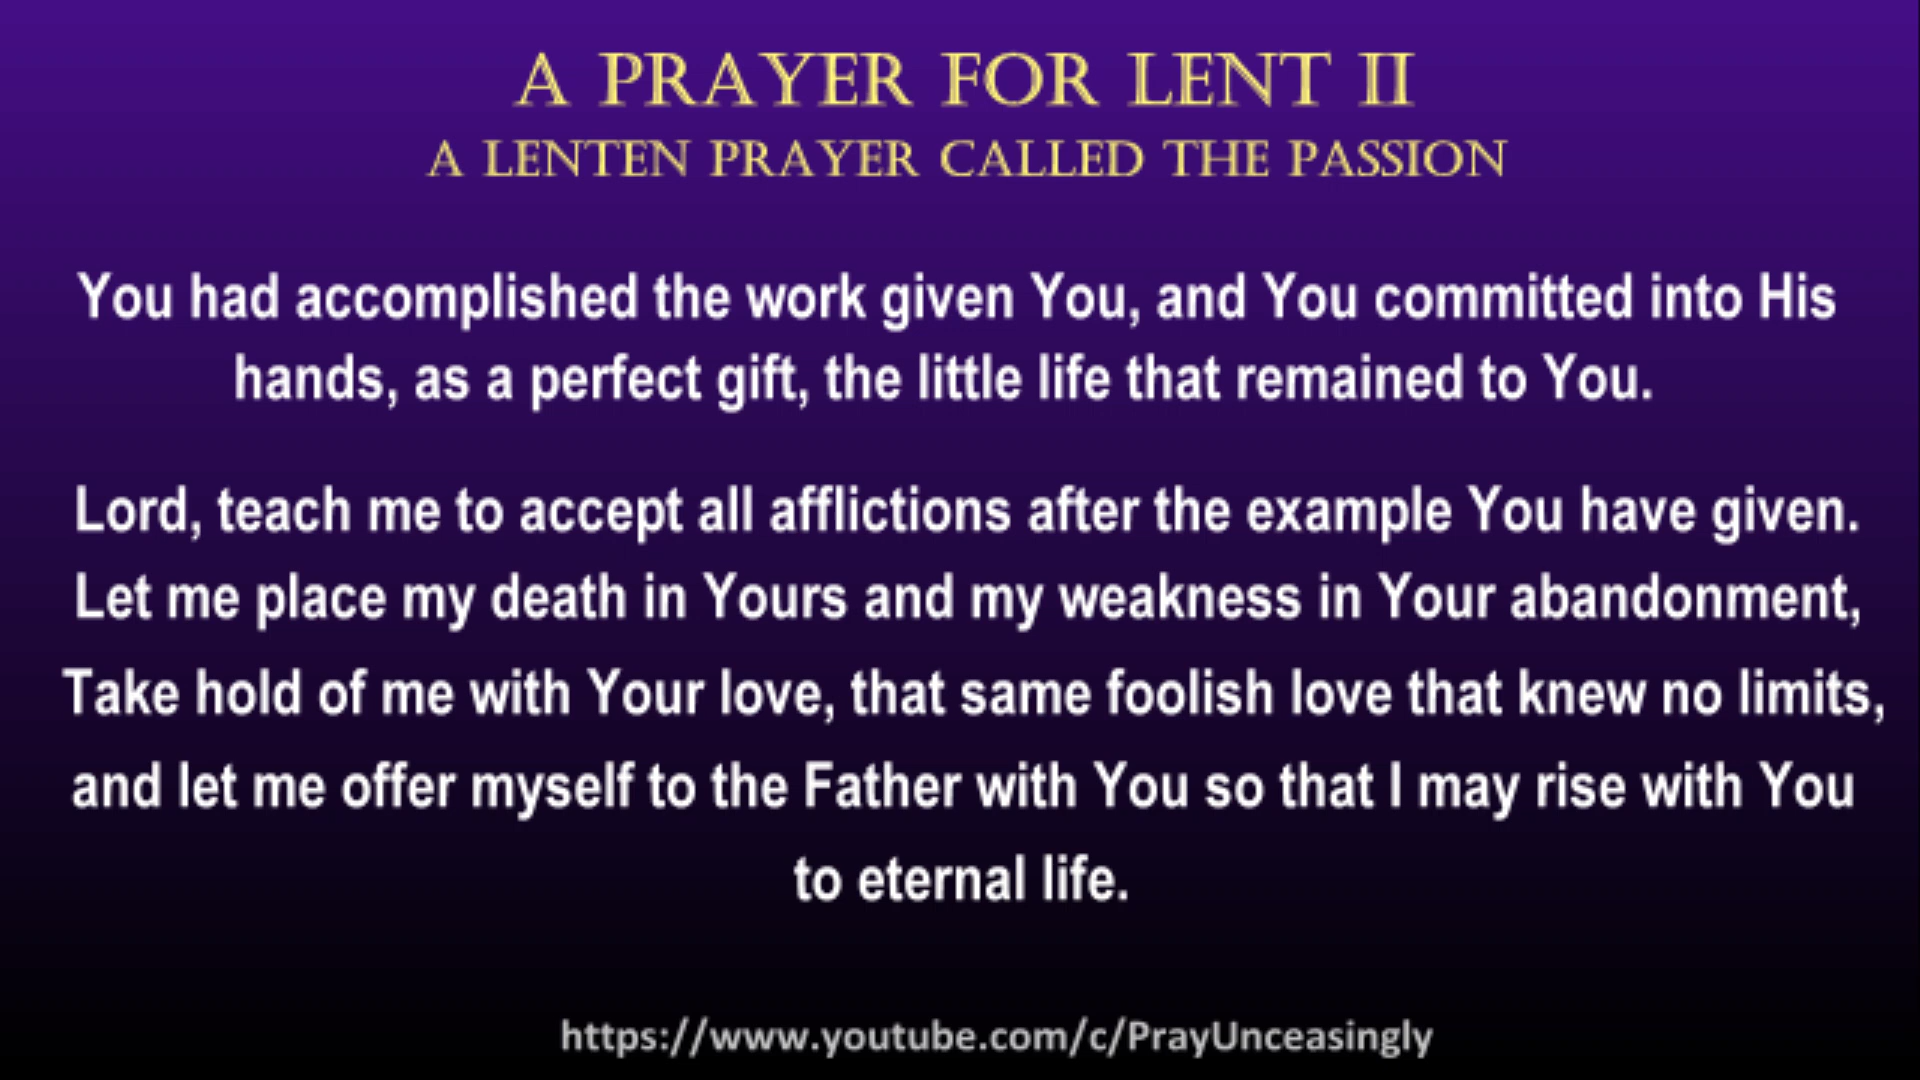 A PRAYER FOR LENT II
A LENTEN PRAYER CALLED THE PASSION
You had accomplished the work given You, and You committed into His
hands, as a perfect gift, the little life that remained to You.
Lord, teach me to accept all afflictions after the example You have given.
Let me place my death in Yours and my weakness in Your abandonment,
Take hold of me with Your love, that same foolish love that knew no limits,
and let me offer myself to the Father with You so that I may rise with You
to eternal life.
https://www.youtube.com/c/PrayUnceasingly